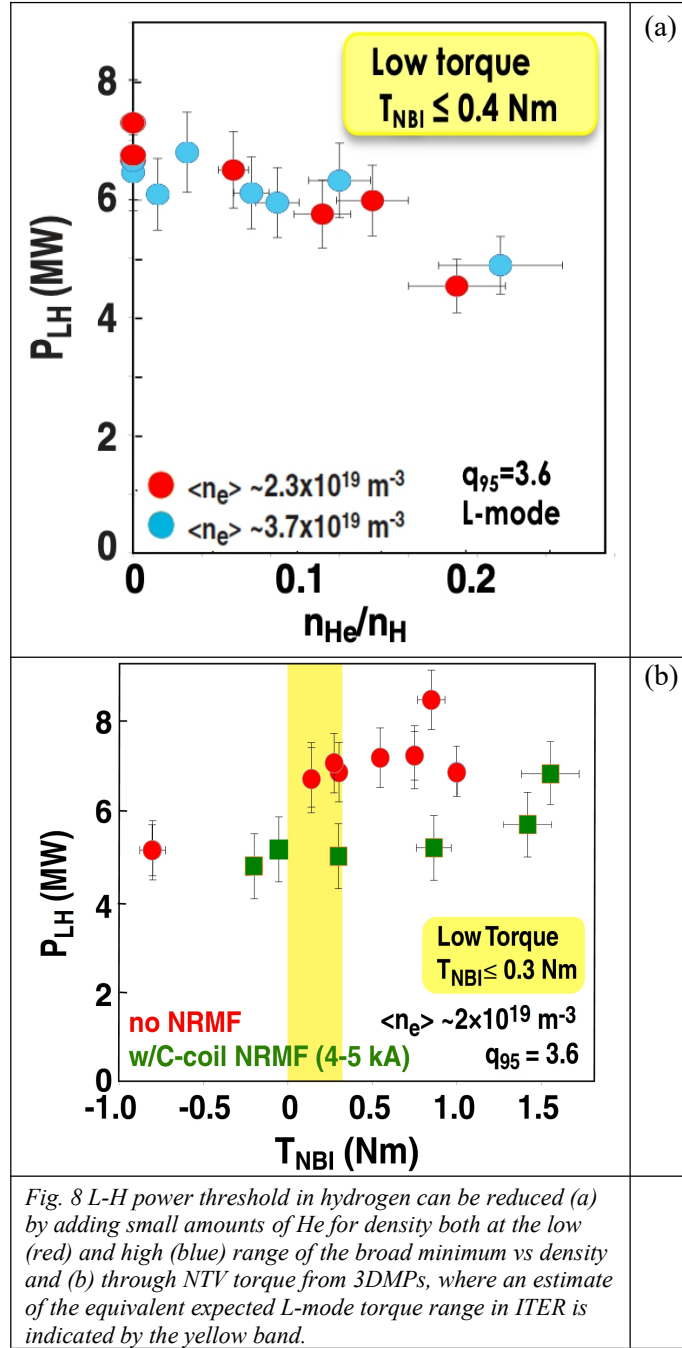 (a)
Low torque
T_NBI ≤ 0.4 Nm
8
6
4
2
0
P_LH (MW)
<n_e> ~2.3x10^19 m^-3
<n_e> ~3.7x10^19 m^-3
q_95=3.6
L-mode
0 0.1 0.2
n_He/n_H
(b)
8
6
4
2
0
P_LH (MW)
Low Torque
T_NBI≤ 0.3 Nm
no NRMF
w/C-coil NRMF (4-5 kA)
<n_e> ~2×10^19 m^-3
q_95 = 3.6
-1.0 -0.5 0 0.5 1.0 1.5
T_NBI (Nm)
Fig. 8 L-H power threshold in hydrogen can be reduced (a)
by adding small amounts of He for density both at the low
(red) and high (blue) range of the broad minimum vs density
and (b) through NTV torque from 3DMPs, where an estimate
of the equivalent expected L-mode torque range in ITER is
indicated by the yellow band.